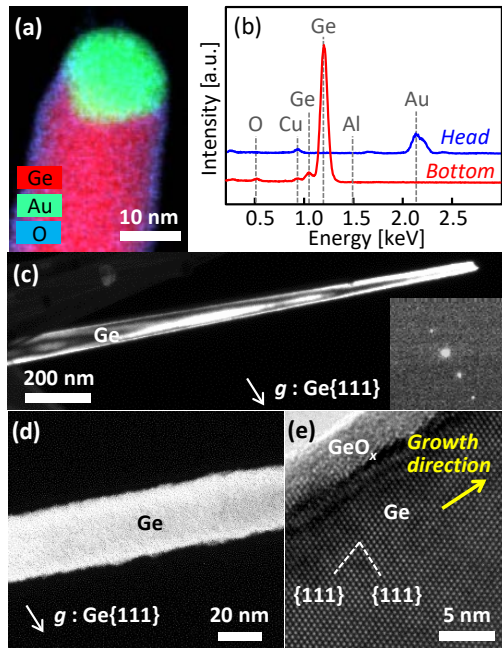 (a)
Ge
Au
O
10 nm
(b)
Intensity [a.u.]
Ge
O
Cu
Ge
Al
Au
Head
Bottom
0.5 1.0 1.5 2.0 2.5
Energy [keV]
(c)
Ge
200 nm
g : Ge{111}
(d)
Ge
g : Ge{111}
20 nm
(e)
GeOₓ
Growth
direction
Ge
{111} {111}
5 nm